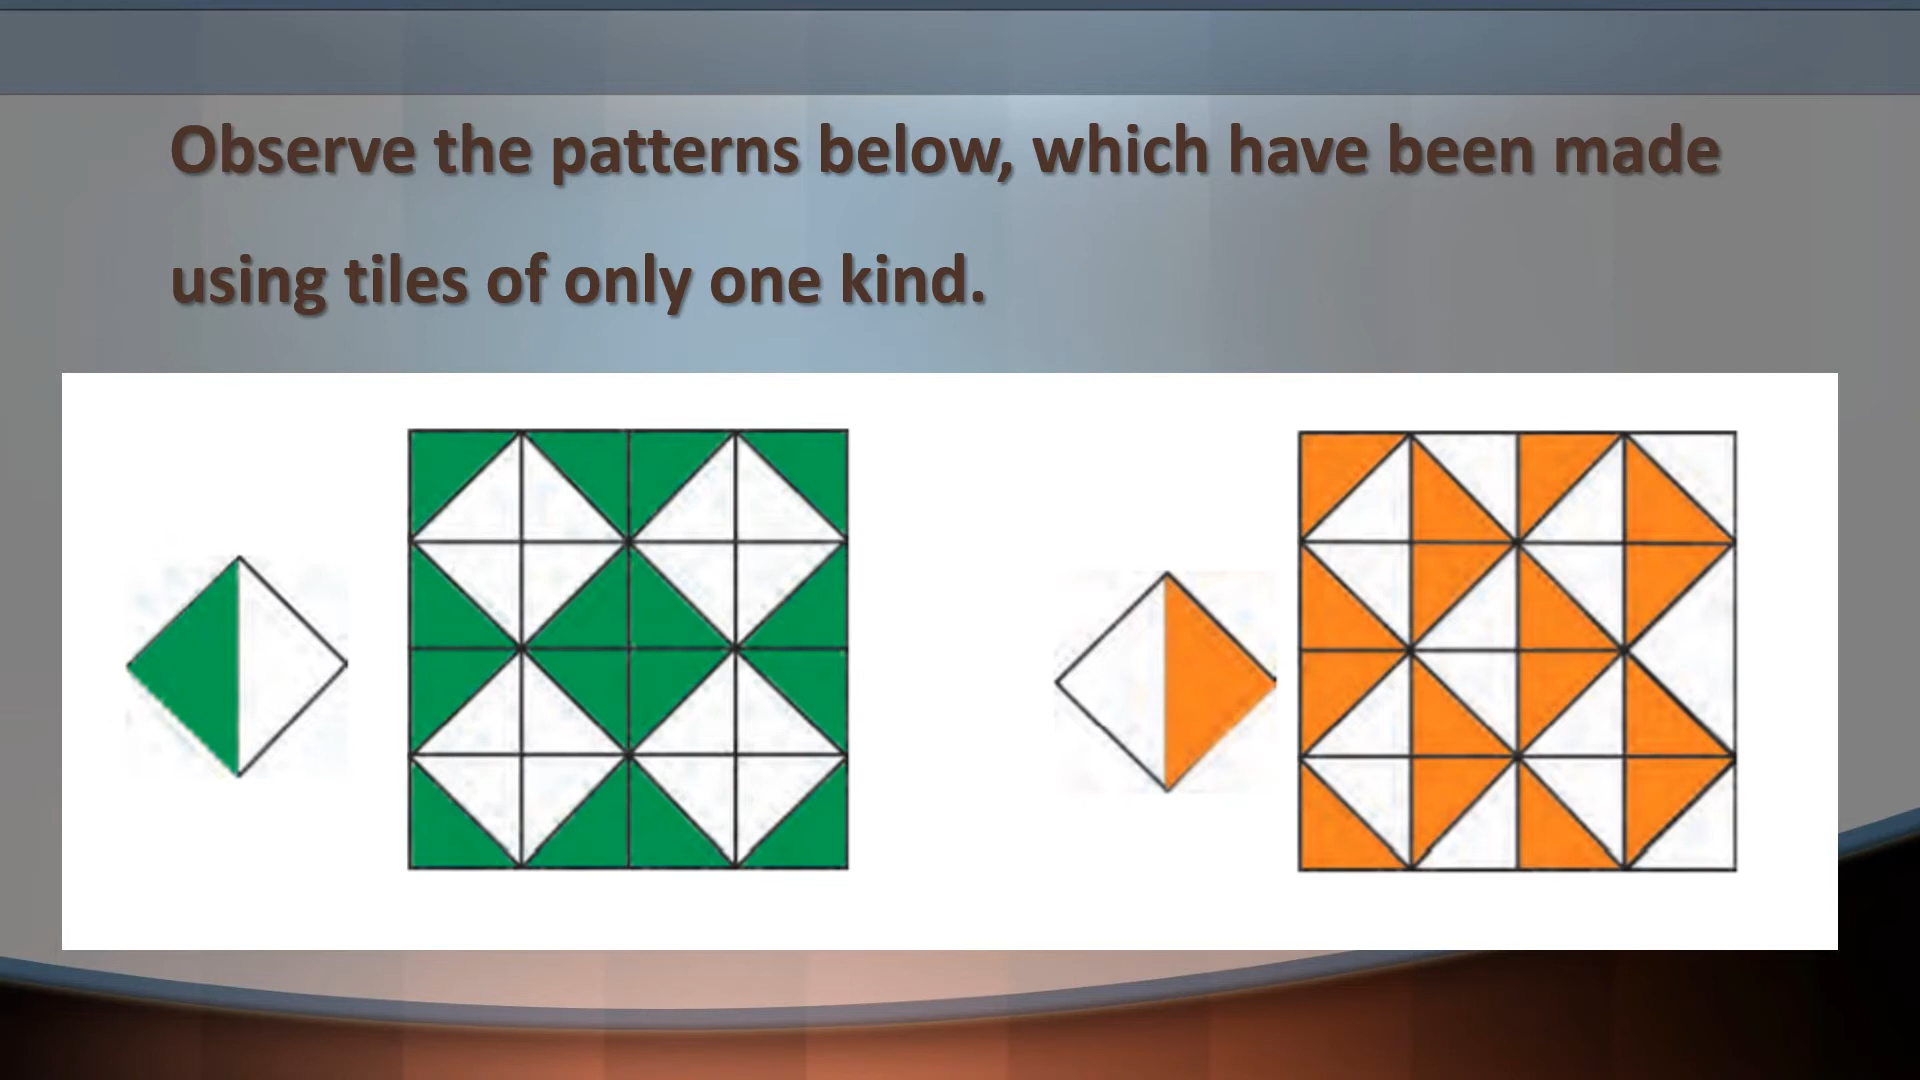 Observe the patterns below, which have been made
using tiles of only one kind.